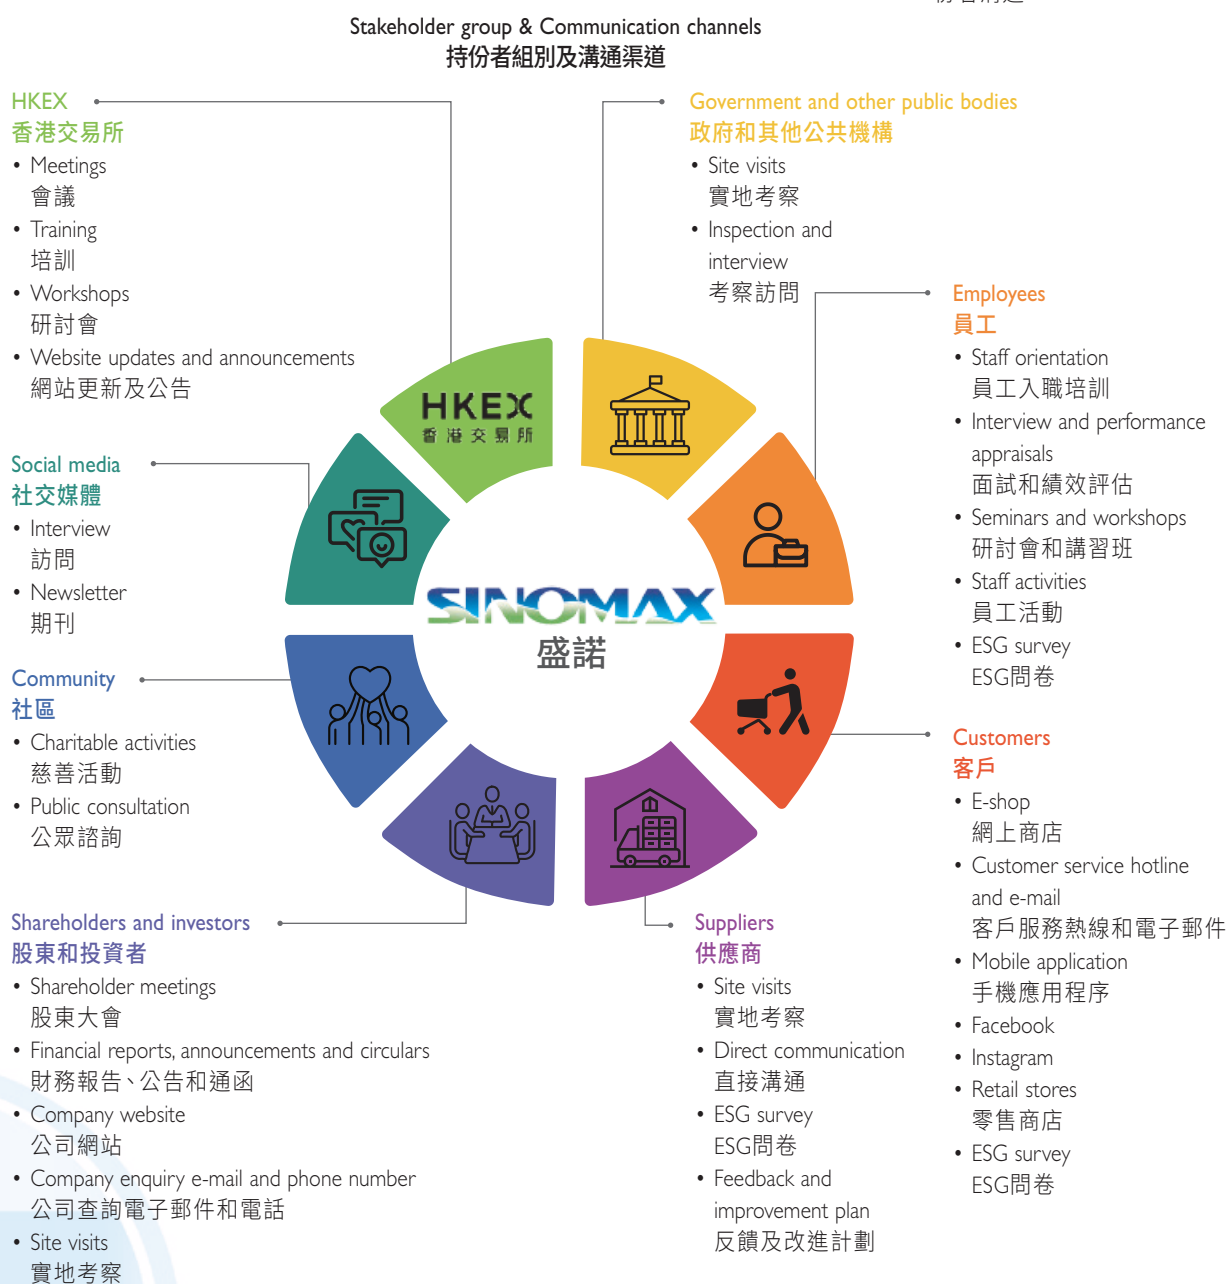 Stakeholder group & Communication channels
持份者組別及溝通渠道
HKEX
香港交易所
• Meetings
會議
• Training
培訓
• Workshops
研討會
• Website updates and announcements
網站更新及公告
Government and other public bodies
政府和其他公共機構
• Site visits
實地考察
• Inspection and
interview
考察訪問
Employees
員工
• Staff orientation
員工入職培訓
• Interview and performance
appraisals
面試和績效評估
• Seminars and workshops
研討會和講習班
• Staff activities
員工活動
• ESG survey
ESG問卷
HKEX
香港交易所
Social media
社交媒體
• Interview
訪問
• Newsletter
期刊
SINOMAX
盛諾
Community
社區
• Charitable activities
慈善活動
• Public consultation
公眾諮詢
Customers
客戶
• E-shop
網上商店
• Customer service hotline
and e-mail
客戶服務熱線和電子郵件
• Mobile application
手機應用程序
• Facebook
• Instagram
• Retail stores
零售商店
• ESG survey
ESG問卷
Shareholders and investors
股東和投資者
• Shareholder meetings
股東大會
• Financial reports, announcements and circulars
財務報告、公告和通函
• Company website
公司網站
• Company enquiry e-mail and phone number
公司查詢電子郵件和電話
• Site visits
實地考察
Suppliers
供應商
• Site visits
實地考察
• Direct communication
直接溝通
• ESG survey
ESG問卷
• Feedback and
improvement plan
反饋及改進計劃